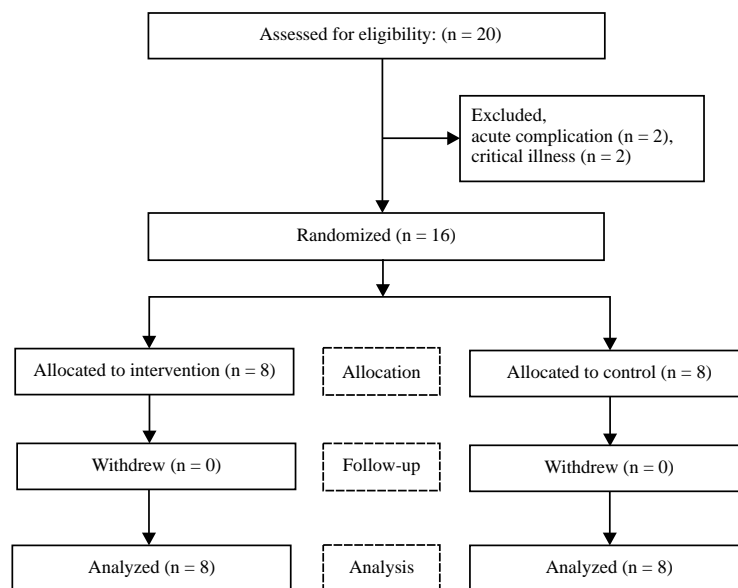 Assessed for eligibility: (n = 20)
Excluded,
acute complication (n = 2),
critical illness (n = 2)
Randomized (n = 16)
Allocated to intervention (n = 8)
Allocation
Allocated to control (n = 8)
Withdrew (n = 0)
Follow-up
Withdrew (n = 0)
Analyzed (n = 8)
Analysis
Analyzed (n = 8)